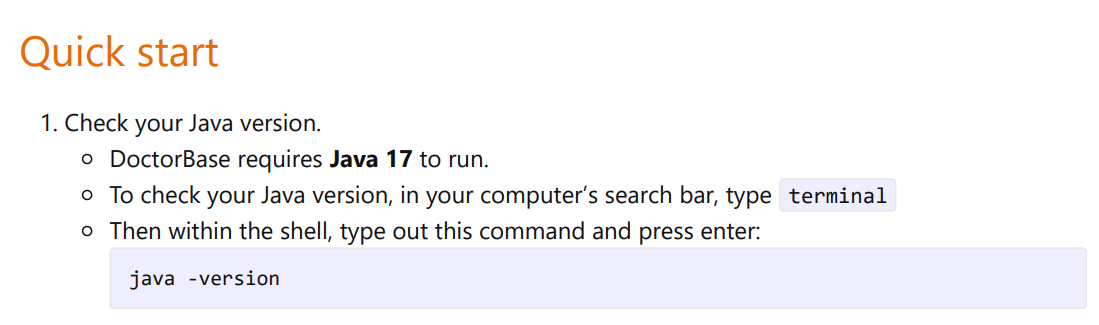 Quick start
1. Check your Java version.
DoctorBase requires Java 17 to run.
To check your Java version, in your computer’s search bar, type terminal
Then within the shell, type out this command and press enter:
java -version